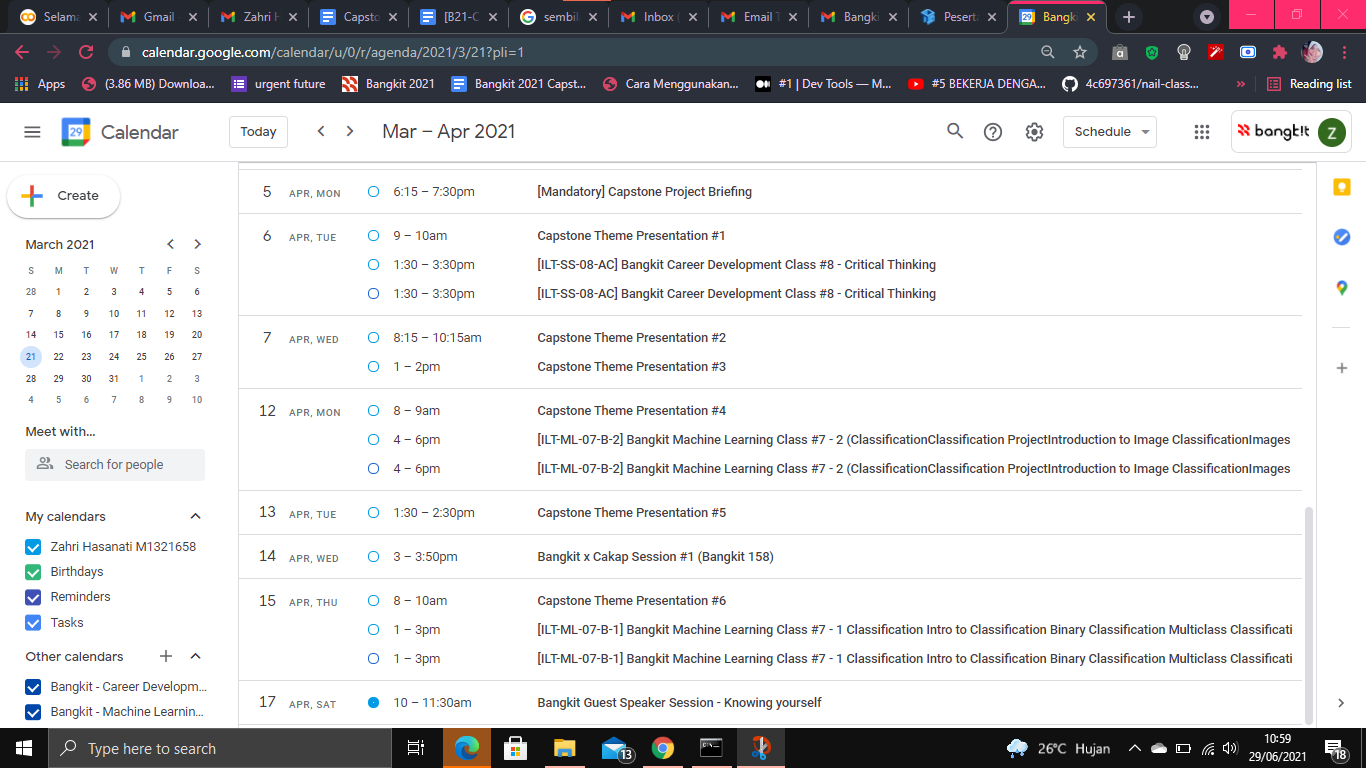 Selama
Gmail
Zahri H
Capsto
[B21-C
sembila
Inbox (
Email T
Bangki
Pesert
Bangk
calendar.google.com/calendar/u/0/r/agenda/2021/3/21?pli=1
Apps
(3.86 MB) Downloa...
urgent future
Bangkit 2021
Bangkit 2021 Capst...
Cara Menggunakan...
#1 | Dev Tools — M...
#5 BEKERJA DENGA...
4c697361/nail-class...
»
Reading list
29 Calendar
Today
Mar – Apr 2021
Schedule
bangk!t
Z
Create
March 2021
S M T W T F S
28 1 2 3 4 5 6
7 8 9 10 11 12 13
14 15 16 17 18 19 20
21 22 23 24 25 26 27
28 29 30 31 1 2 3
4 5 6 7 8 9 10
Meet with...
Search for people
My calendars
Zahri Hasanati M1321658
Birthdays
Reminders
Tasks
Other calendars
Bangkit - Career Developm...
Bangkit - Machine Learnin...
5 APR, MON 6:15 – 7:30pm [Mandatory] Capstone Project Briefing
6 APR, TUE 9 – 10am Capstone Theme Presentation #1
1:30 – 3:30pm [ILT-SS-08-AC] Bangkit Career Development Class #8 - Critical Thinking
1:30 – 3:30pm [ILT-SS-08-AC] Bangkit Career Development Class #8 - Critical Thinking
7 APR, WED 8:15 – 10:15am Capstone Theme Presentation #2
1 – 2pm Capstone Theme Presentation #3
12 APR, MON 8 – 9am Capstone Theme Presentation #4
4 – 6pm [ILT-ML-07-B-2] Bangkit Machine Learning Class #7 - 2 (ClassificationClassification ProjectIntroduction to Image ClassificationImages
4 – 6pm [ILT-ML-07-B-2] Bangkit Machine Learning Class #7 - 2 (ClassificationClassification ProjectIntroduction to Image ClassificationImages
13 APR, TUE 1:30 – 2:30pm Capstone Theme Presentation #5
14 APR, WED 3 – 3:50pm Bangkit x Cakap Session #1 (Bangkit 158)
15 APR, THU 8 – 10am Capstone Theme Presentation #6
1 – 3pm [ILT-ML-07-B-1] Bangkit Machine Learning Class #7 - 1 Classification Intro to Classification Binary Classification Multiclass Classificati
1 – 3pm [ILT-ML-07-B-1] Bangkit Machine Learning Class #7 - 1 Classification Intro to Classification Binary Classification Multiclass Classificati
17 APR, SAT 10 – 11:30am Bangkit Guest Speaker Session - Knowing yourself
Type here to search
13
26°C Hujan
10:59
29/06/2021
18